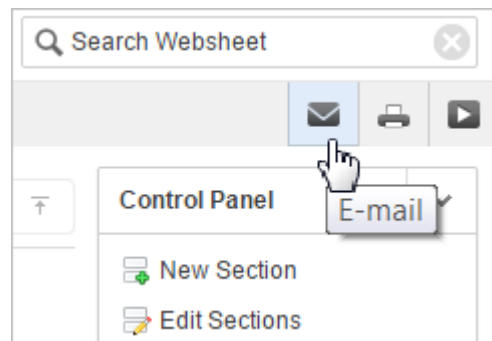 Search Websheet
Control Panel
E-mail
New Section
Edit Sections